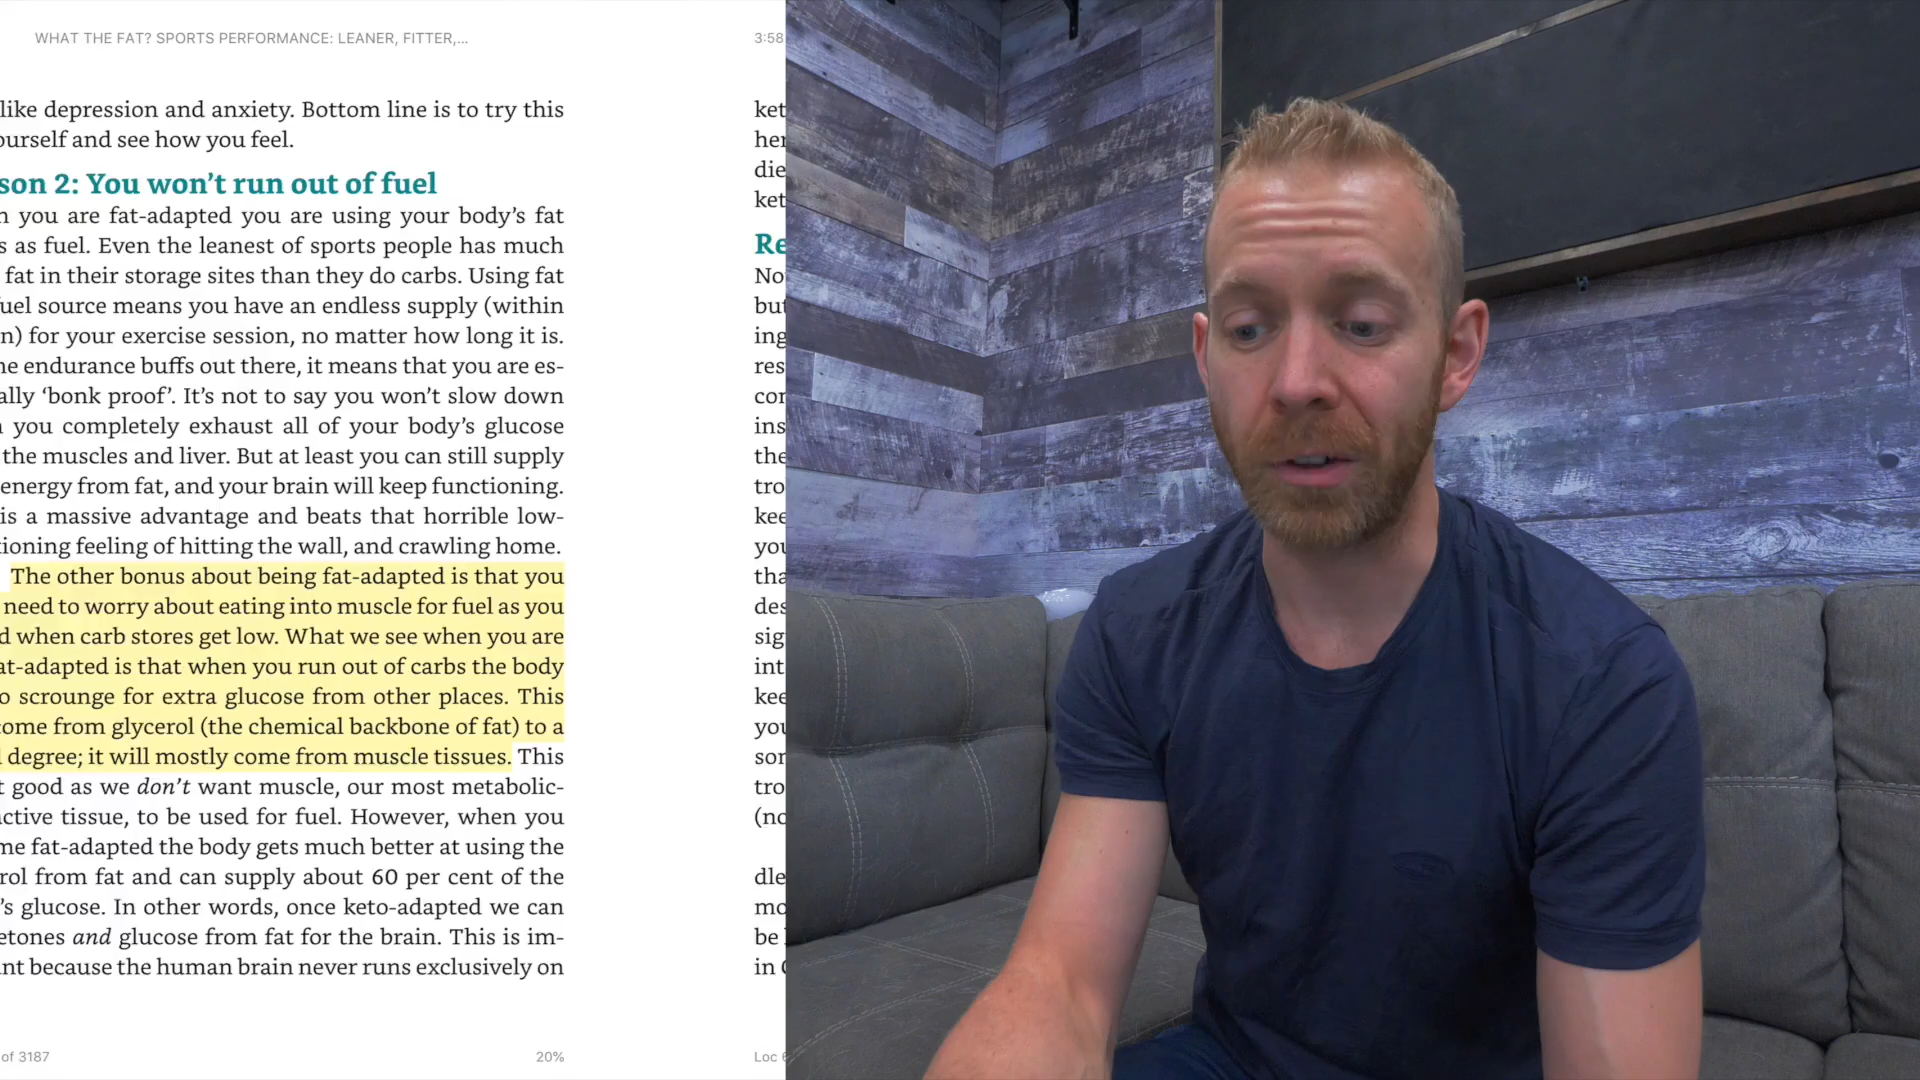 WHAT THE FAT? SPORTS PERFORMANCE: LEANER, FITTER,...
like depression and anxiety. Bottom line is to try this
ourself and see how you feel.
son 2: You won't run out of fuel
you are fat-adapted you are using your body's fat
s as fuel. Even the leanest of sports people has much
fat in their storage sites than they do carbs. Using fat
uel source means you have an endless supply (within
n) for your exercise session, no matter how long it is.
he endurance buffs out there, it means that you are es-
ally 'bonk proof'. It's not to say you won't slow down
you completely exhaust all of your body's glucose
the muscles and liver. But at least you can still supply
energy from fat, and your brain will keep functioning.
is a massive advantage and beats that horrible low-
tioning feeling of hitting the wall, and crawling home.
The other bonus about being fat-adapted is that you
need to worry about eating into muscle for fuel as you
d when carb stores get low. What we see when you are
at-adapted is that when you run out of carbs the body
o scrounge for extra glucose from other places. This
come from glycerol (the chemical backbone of fat) to a
degree; it will mostly come from muscle tissues. This
t good as we don't want muscle, our most metabolic-
active tissue, to be used for fuel. However, when you
me fat-adapted the body gets much better at using the
rol from fat and can supply about 60 per cent of the
's glucose. In other words, once keto-adapted we can
etones and glucose from fat for the brain. This is im-
nt because the human brain never runs exclusively on
of 3187
20%
3:58
ket
her
die
ket
Re
No
but
ing
res
con
ins
the
tro
kee
you
tha
des
sig
int
kee
you
son
tro
(no
dle
mo
be
in
Loc